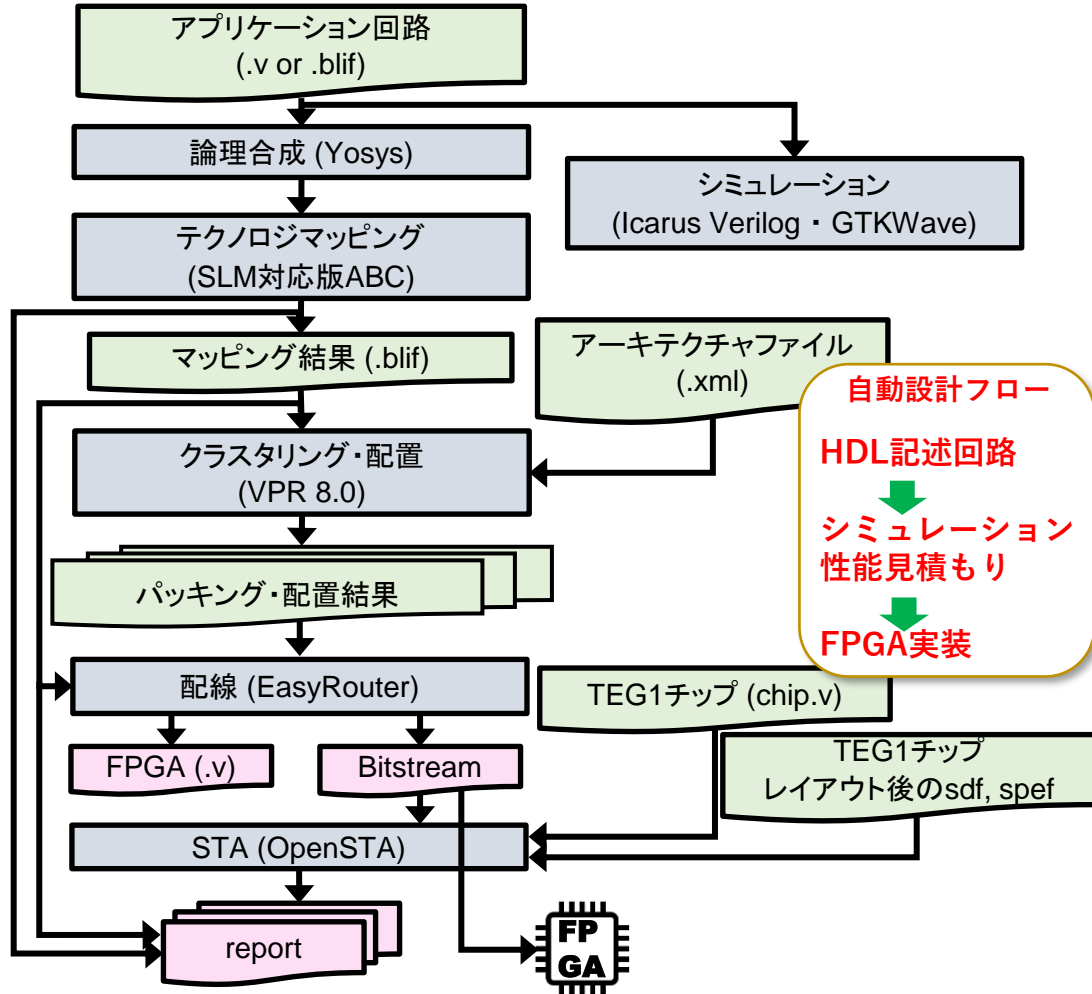 アプリケーション回路
(.v or .blif)
論理合成 (Yosys)
シミュレーション
(Icarus Verilog・GTKWave)
テクノロジマッピング
(SLM対応版ABC)
マッピング結果 (.blif)
アーキテクチャファイル
(.xml)
自動設計フロー
HDL記述回路
シミュレーション
性能見積もり
FPGA実装
クラスタリング・配置
(VPR 8.0)
パッキング・配置結果
配線 (EasyRouter)
TEG1チップ (chip.v)
FPGA (.v)
Bitstream
TEG1チップ
レイアウト後のsdf, spef
STA (OpenSTA)
report
FP
GA